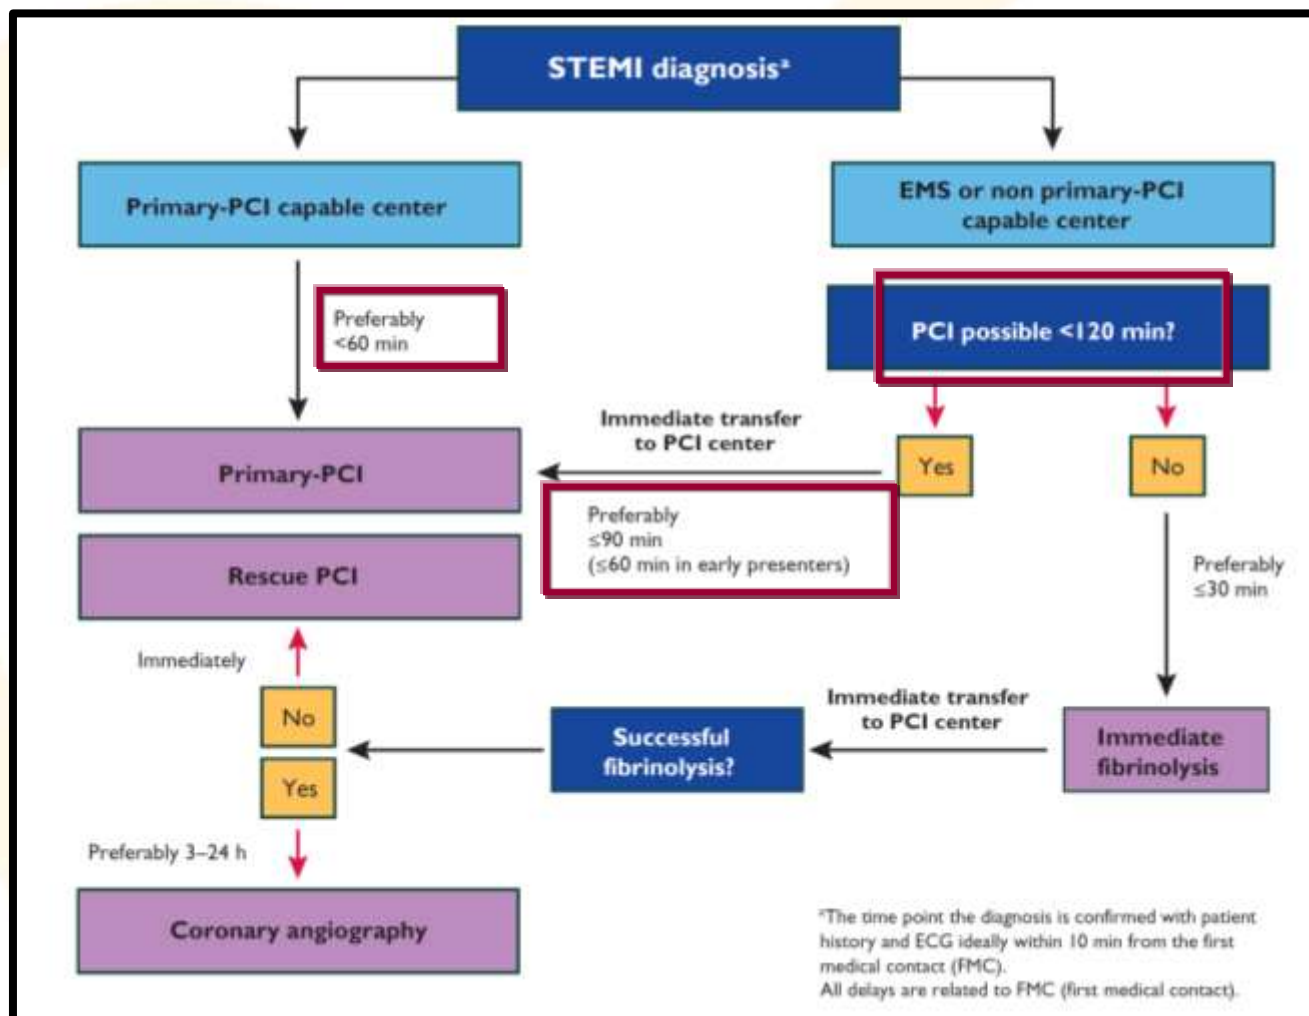 STEMI diagnosisᵃ
Primary-PCI capable center
EMS or non primary-PCI
capable center
Preferably
<60 min
PCI possible <120 min?
Immediate transfer
to PCI center
Yes
No
Primary-PCI
Preferably
≤90 min
(≤60 min in early presenters)
Rescue PCI
Preferably
≤30 min
Immediately
No
Yes
Successful
fibrinolysis?
Immediate transfer
to PCI center
Immediate
fibrinolysis
Preferably 3–24 h
Coronary angiography
ᵃThe time point the diagnosis is confirmed with patient
history and ECG ideally within 10 min from the first
medical contact (FMC).
All delays are related to FMC (first medical contact).